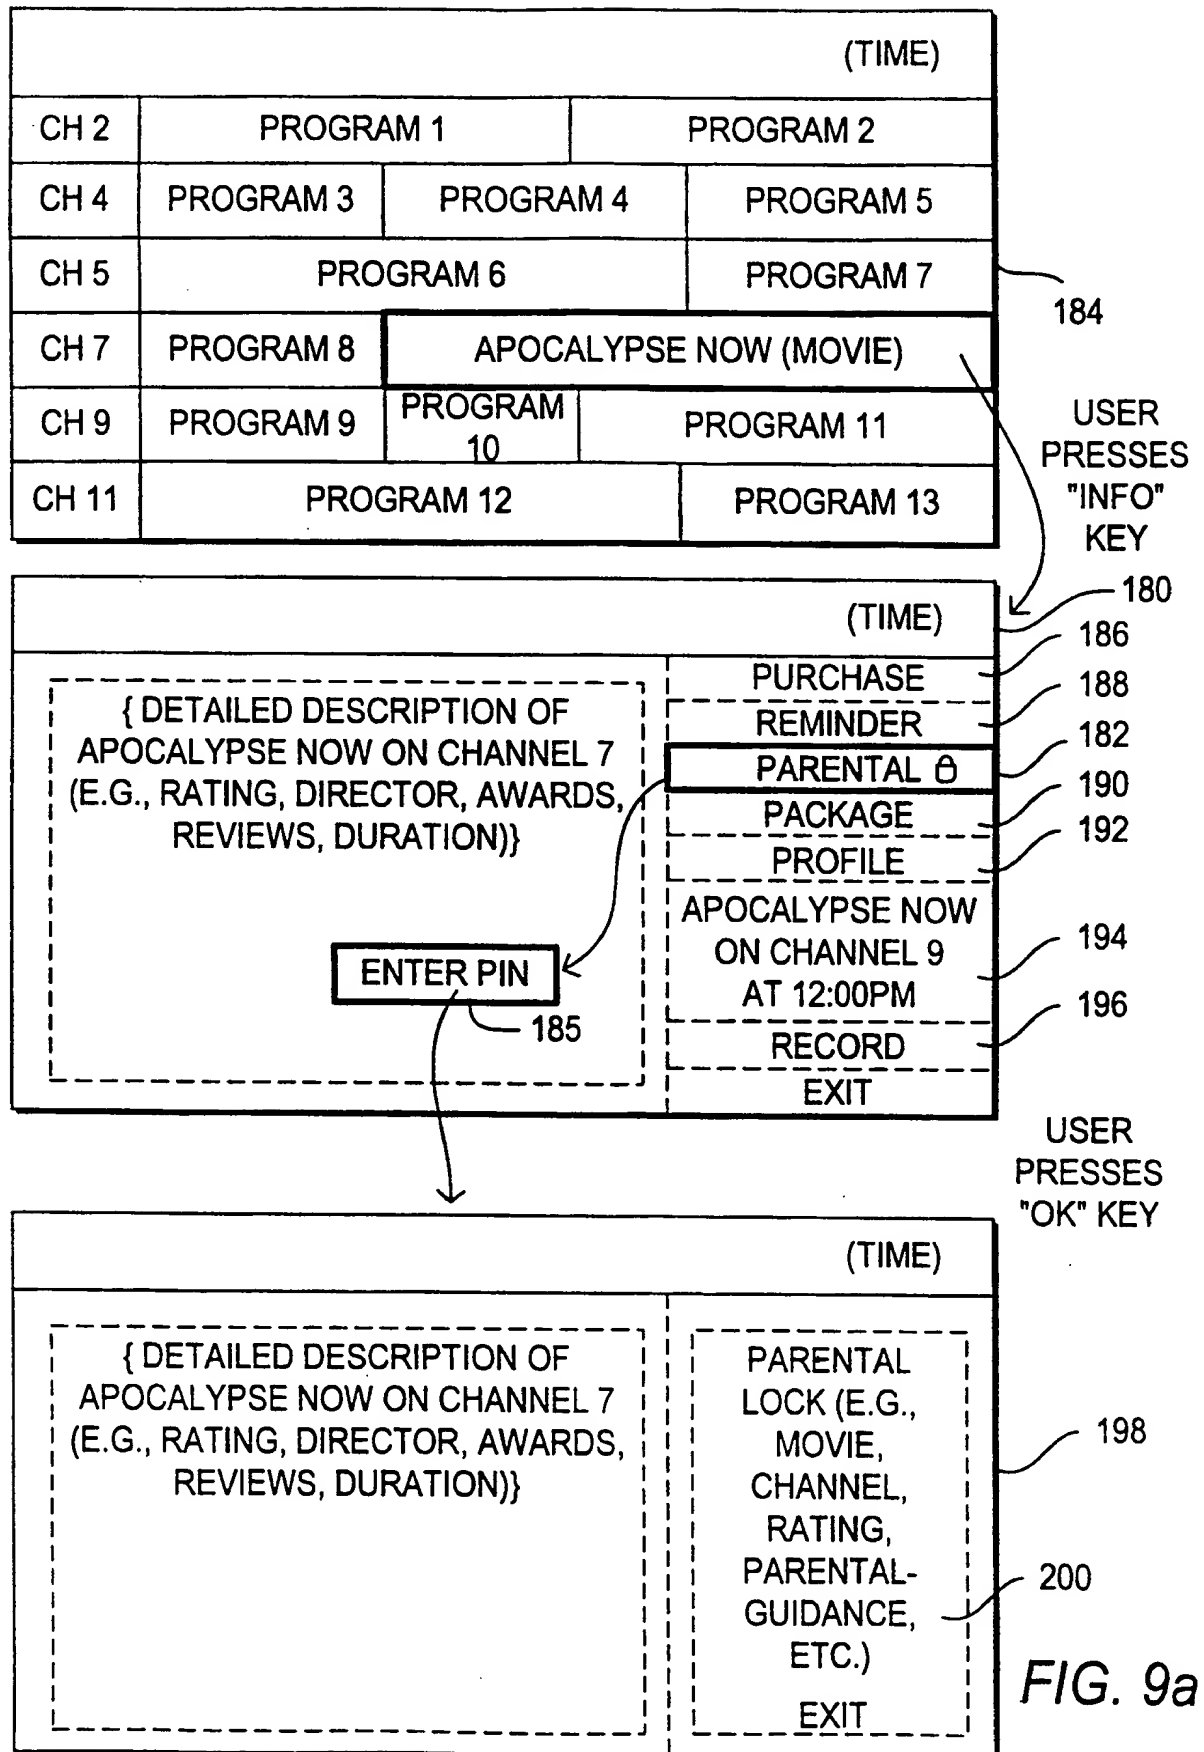 (TIME)
CH 2 PROGRAM 1 PROGRAM 2
CH 4 PROGRAM 3 PROGRAM 4 PROGRAM 5
CH 5 PROGRAM 6 PROGRAM 7
184
CH 7 PROGRAM 8 APOCALYPSE NOW (MOVIE)
CH 9 PROGRAM 9 PROGRAM
10 PROGRAM 11
CH 11 PROGRAM 12 PROGRAM 13
USER
PRESSES
"INFO"
KEY
180
(TIME)
{ DETAILED DESCRIPTION OF
APOCALYPSE NOW ON CHANNEL 7
(E.G., RATING, DIRECTOR, AWARDS,
REVIEWS, DURATION)}
ENTER PIN
185
PURCHASE 186
REMINDER 188
PARENTAL 182
PACKAGE 190
PROFILE 192
APOCALYPSE NOW
ON CHANNEL 9
AT 12:00PM
194
RECORD 196
EXIT
USER
PRESSES
"OK" KEY
(TIME)
{ DETAILED DESCRIPTION OF
APOCALYPSE NOW ON CHANNEL 7
(E.G., RATING, DIRECTOR, AWARDS,
REVIEWS, DURATION)}
PARENTAL
LOCK (E.G.,
MOVIE,
CHANNEL,
RATING,
PARENTAL-
GUIDANCE,
ETC.)
EXIT
198
200
FIG. 9a